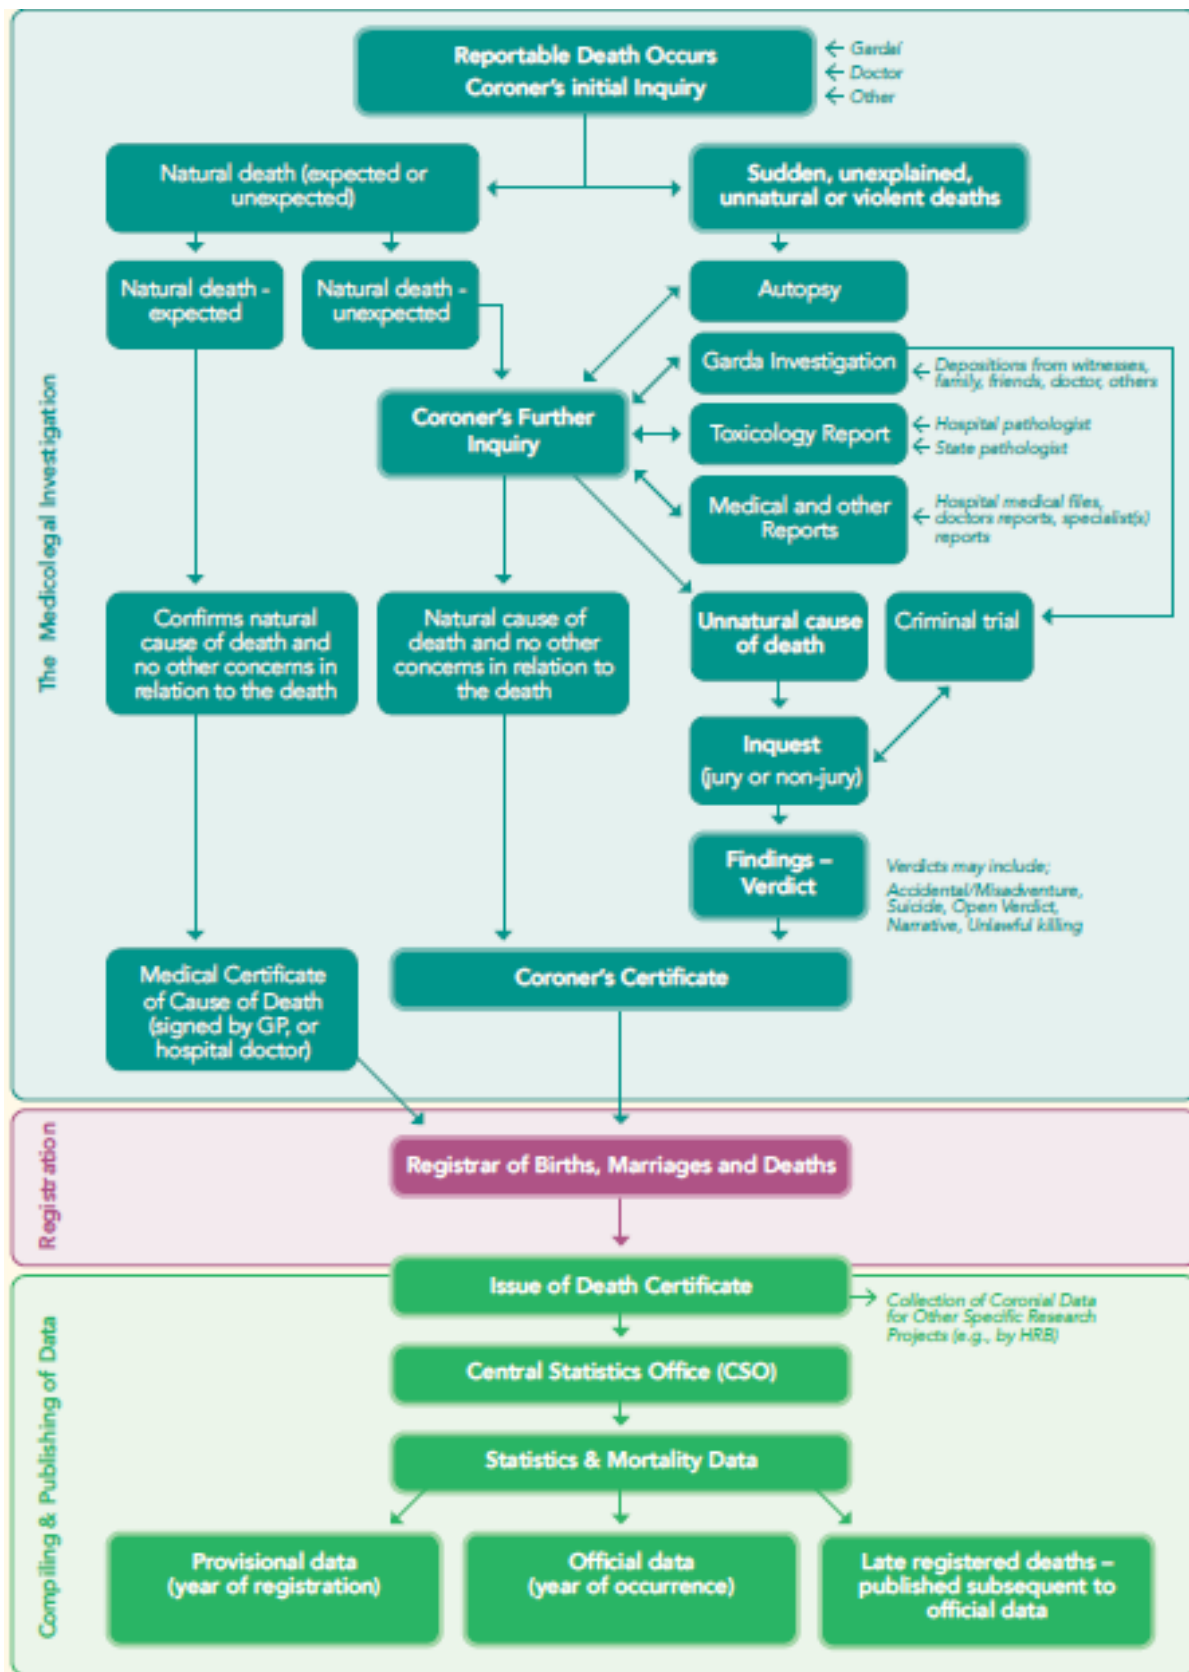 Reportable Death Occurs
Coroner's initial Inquiry
← Gardaí
← Doctor
← Other
Natural death (expected or
unexpected)
Sudden, unexplained,
unnatural or violent deaths
Natural death -
expected
Natural death -
unexpected
Autopsy
Garda Investigation
← Depositions from witnesses,
family, friends, doctor, others
Coroner's Further
Inquiry
Toxicology Report
← Hospital pathologist
← State pathologist
Medical and other
Reports
← Hospital medical files,
doctors reports, specialist(s)
reports
The Medicolegal Investigation
Confirms natural
cause of death and
no other concerns in
relation to the death
Natural cause of
death and no other
concerns in relation to
the death
Unnatural cause
of death
Criminal trial
Inquest
(jury or non-jury)
Findings –
Verdict
Verdicts may include;
Accidental/Misadventure,
Suicide, Open Verdict,
Narrative, Unlawful killing
Medical Certificate
of Cause of Death
(signed by GP, or
hospital doctor)
Coroner's Certificate
Registration
Registrar of Births, Marriages and Deaths
Compiling & Publishing of Data
Issue of Death Certificate
→ Collection of Coronial Data
for Other Specific Research
Projects (e.g., by HRB)
Central Statistics Office (CSO)
Statistics & Mortality Data
Provisional data
(year of registration)
Official data
(year of occurrence)
Late registered deaths –
published subsequent to
official data